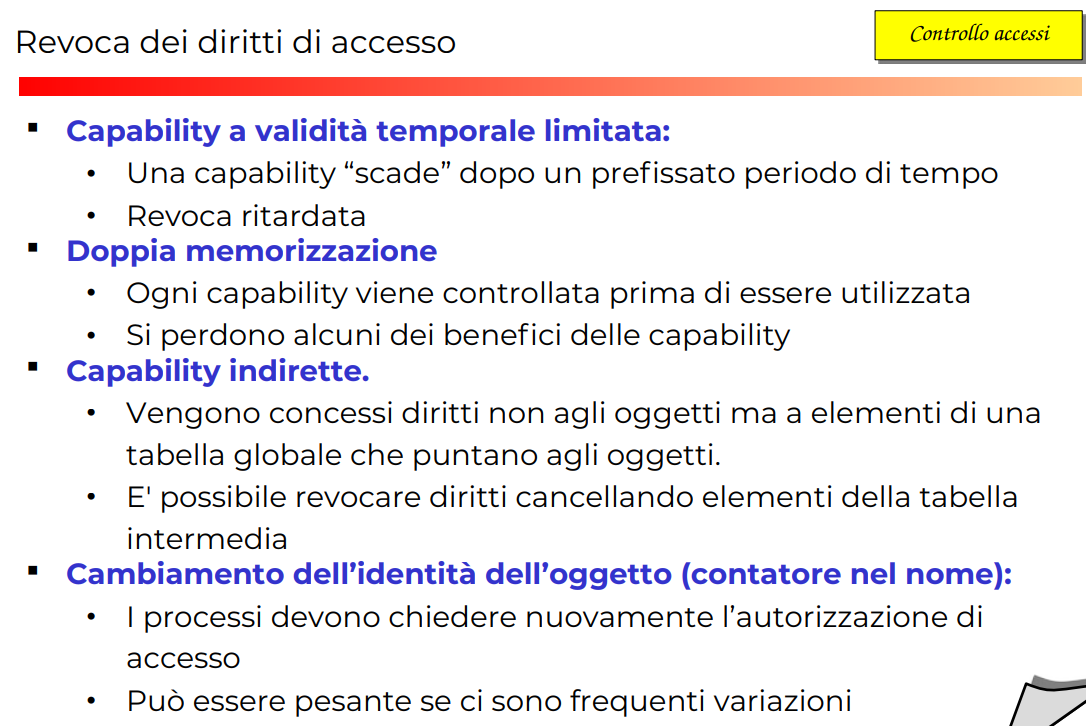 Revoca dei diritti di accesso
Controllo accessi
▪ Capability a validità temporale limitata:
• Una capability “scade” dopo un prefissato periodo di tempo
• Revoca ritardata
▪ Doppia memorizzazione
• Ogni capability viene controllata prima di essere utilizzata
• Si perdono alcuni dei benefici delle capability
▪ Capability indirette.
• Vengono concessi diritti non agli oggetti ma a elementi di una
tabella globale che puntano agli oggetti.
• E' possibile revocare diritti cancellando elementi della tabella
intermedia
▪ Cambiamento dell’identità dell’oggetto (contatore nel nome):
• I processi devono chiedere nuovamente l’autorizzazione di
accesso
• Può essere pesante se ci sono frequenti variazioni